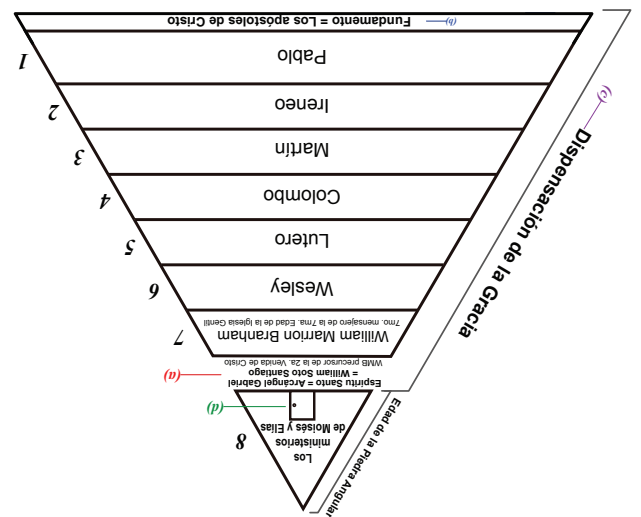 Los
ministerios
de Moisés y Elías
8
(d)
Edad de la Piedra Angular
Espíritu Santo = Arcángel Gabriel
= William Soto Santiago
WMB precursor de la 2a. Venida de Cristo
(a)
William Marrion Branham
7mo. mensajero de la 7ma. Edad de la Iglesia Gentil
7
Wesley
6
Lutero
5
Colombo
4
Martín
3
Ireneo
2
Pablo
1
Fundamento = Los apóstoles de Cristo
(b)
Dispensación de la Gracia
(c)